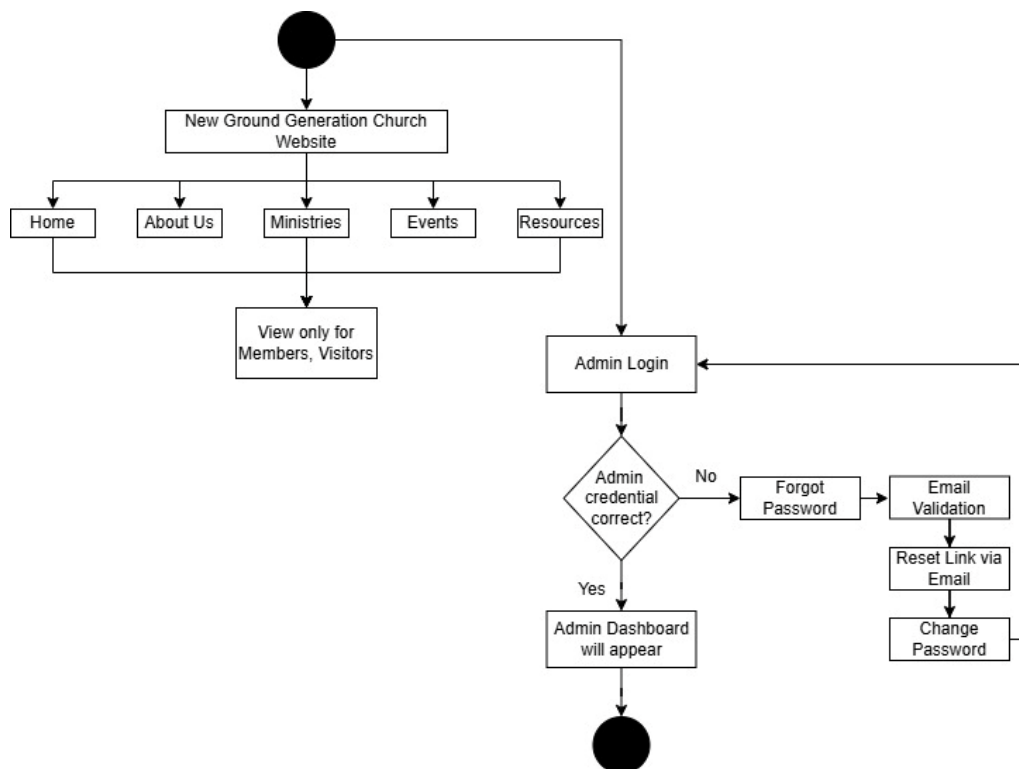 New Ground Generation Church
Website
Home
About Us
Ministries
Events
Resources
View only for
Members, Visitors
Admin Login
Admin
credential
correct?
No
Forgot
Password
Email
Validation
Reset Link via
Email
Change
Password
Yes
Admin Dashboard
will appear